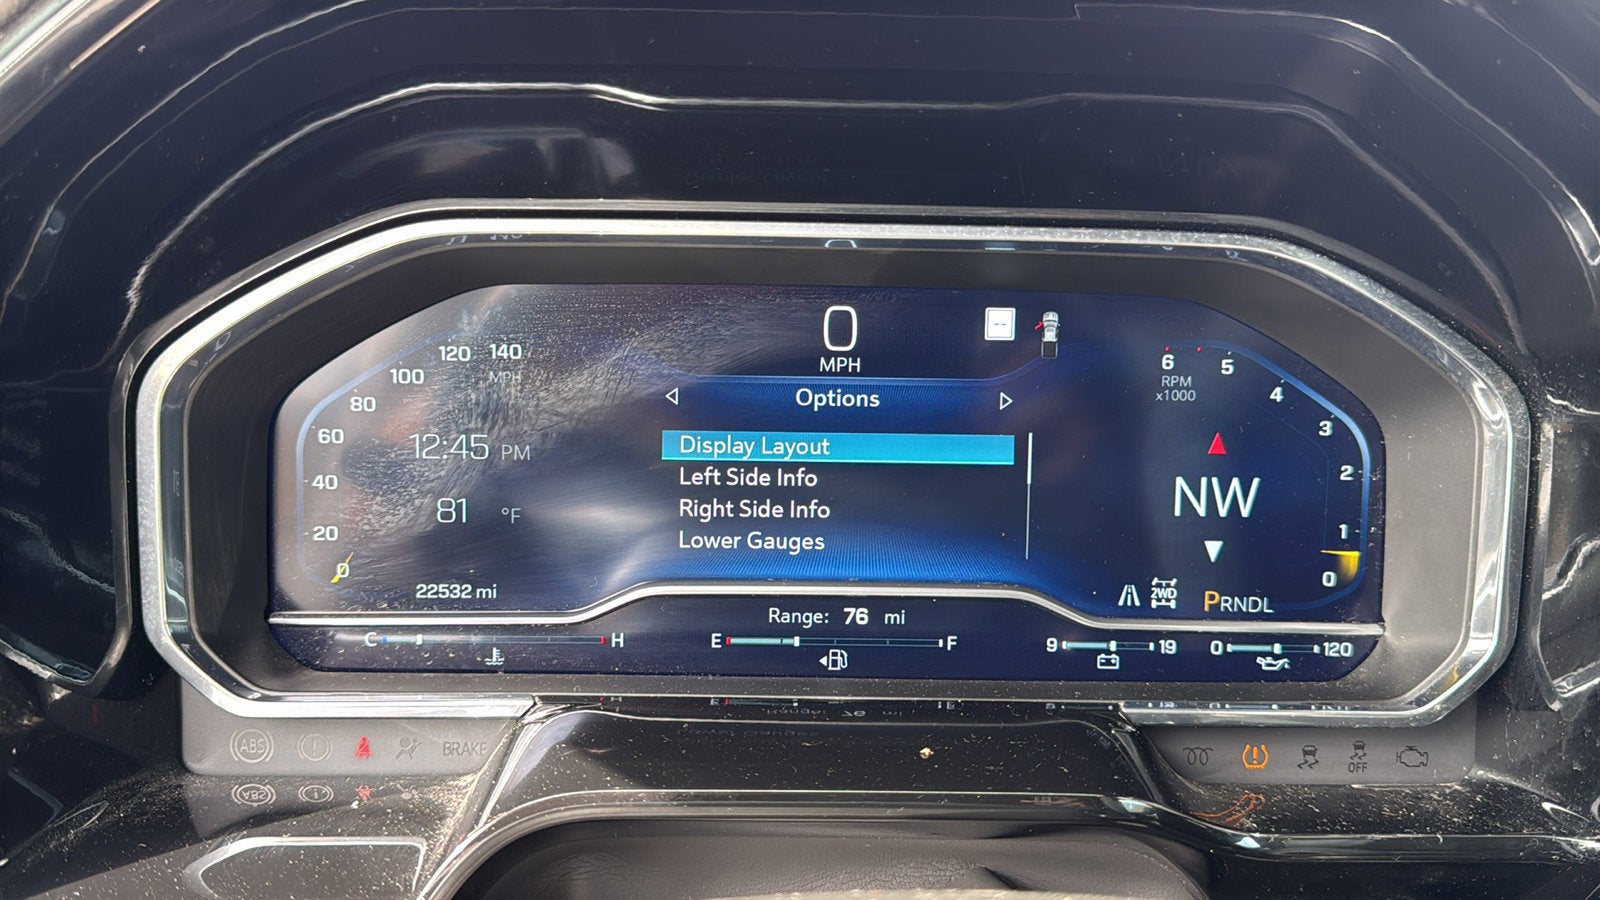 0
MPH
--
Options
Display Layout
Left Side Info
Right Side Info
Lower Gauges
140
MPH
120
100
80
60
40
20
0
12:45 PM
81 °F
22532 mi
6
5
4
3
2
1
0
RPM
x1000
NW
2WD
PRNDL
Range: 76 mi
C H
E F
9 19
0 120
ABS
BRAKE
OFF